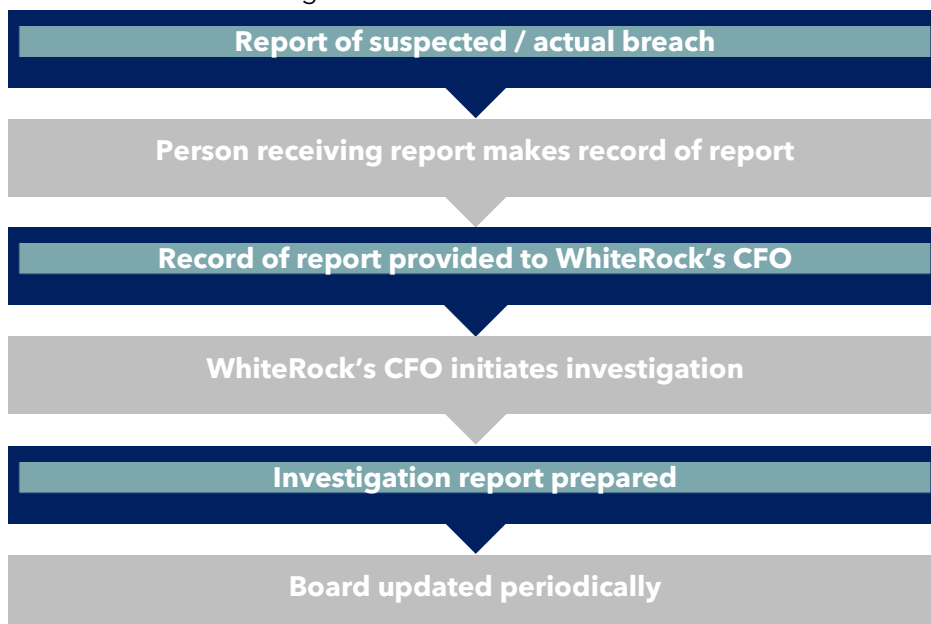 Report of suspected / actual breach
Person receiving report makes record of report
Record of report provided to WhiteRock's CFO
WhiteRock's CFO initiates investigation
Investigation report prepared
Board updated periodically